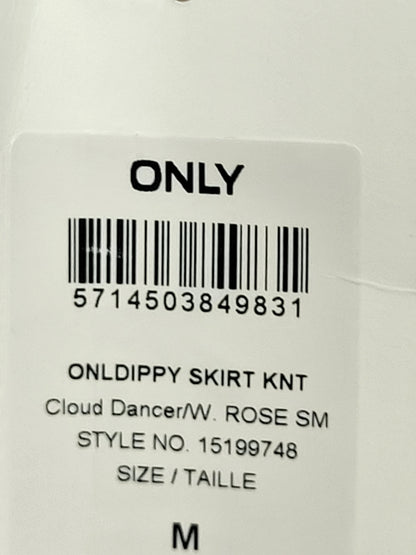 ONLY
5714503849831
ONLDIPPY SKIRT KNT
Cloud Dancer/W. ROSE SM
STYLE NO. 15199748
SIZE / TAILLE
M